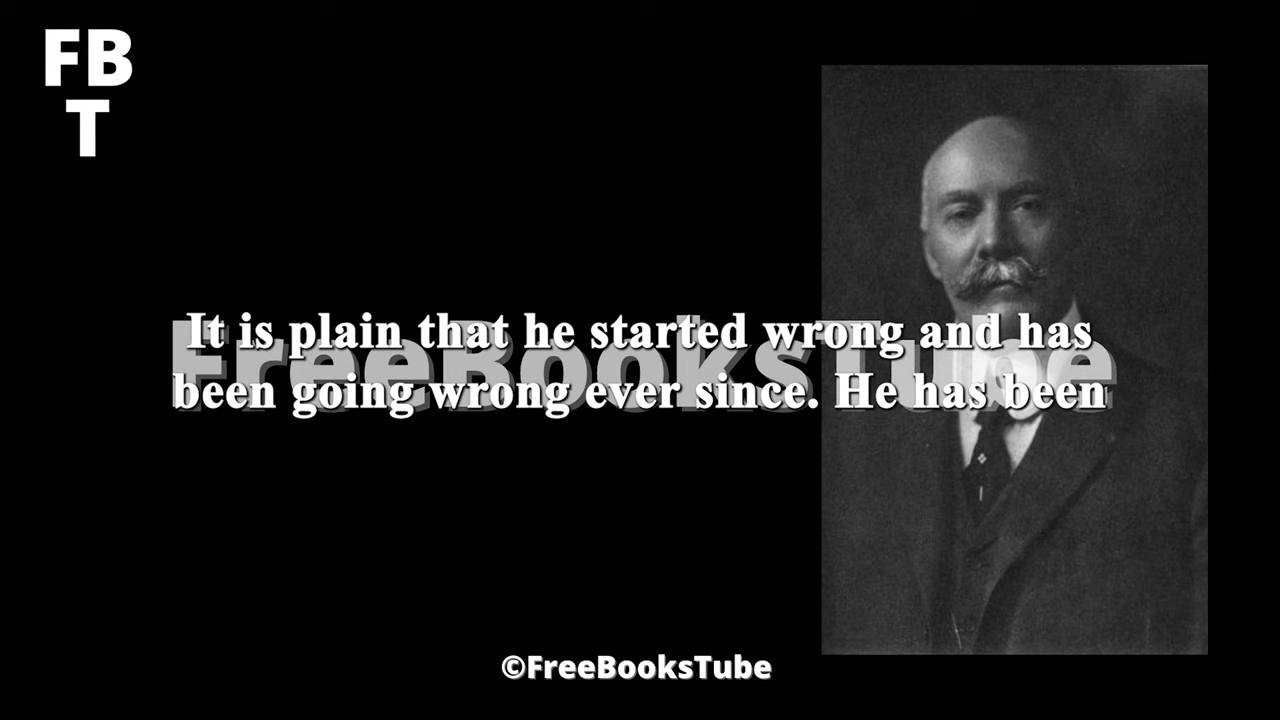 FB
T
FreeBooksTube
It is plain that he started wrong and has
been going wrong ever since. He has been
©FreeBooksTube